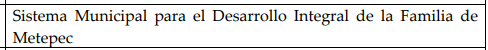 Sistema Municipal para el Desarrollo Integral de la Familia de
Metepec